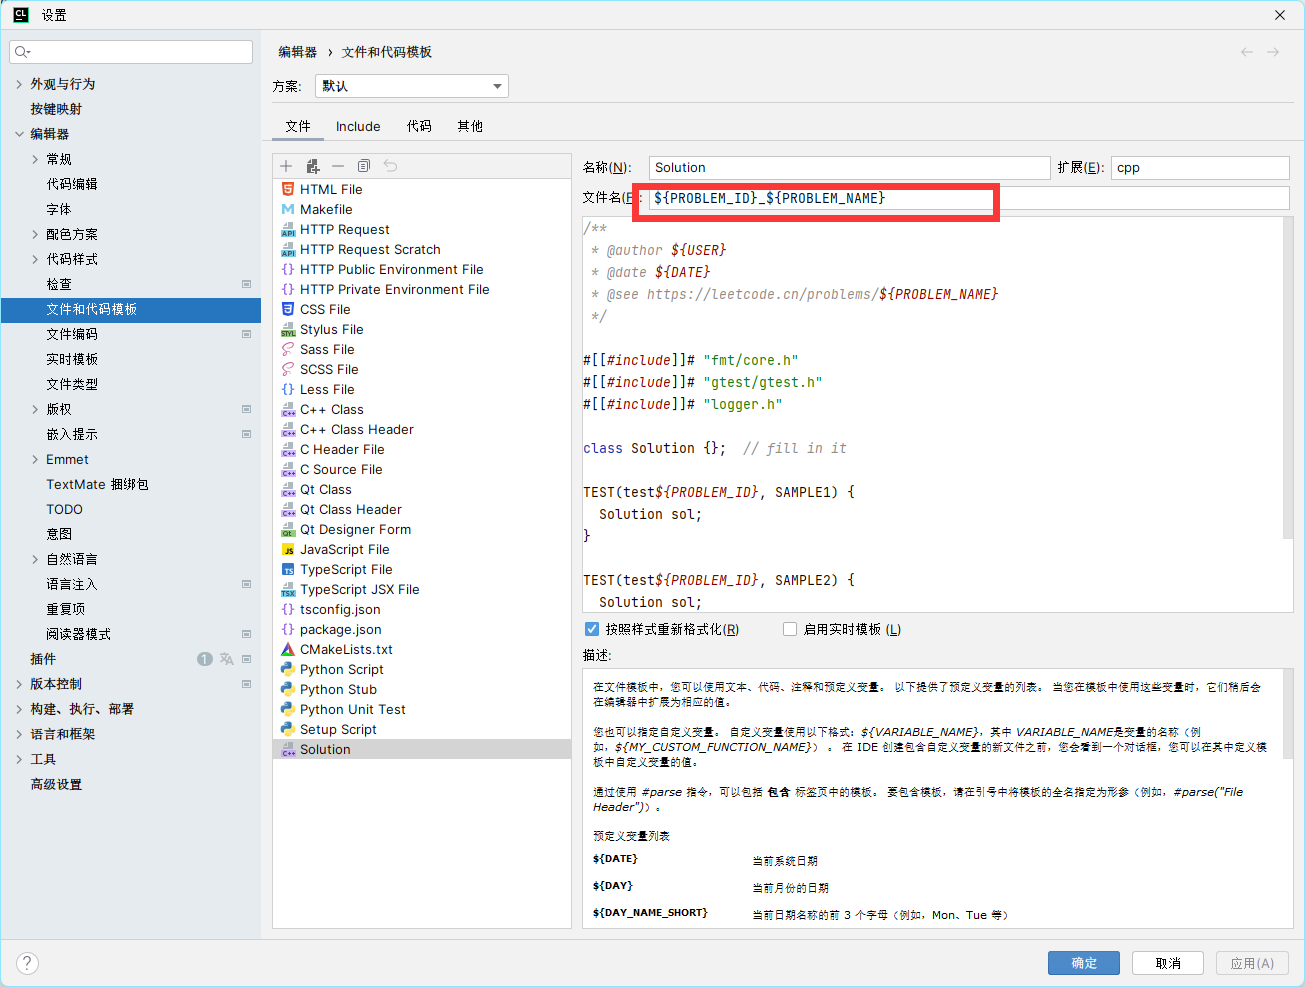 CL 设置
编辑器 › 文件和代码模板
方案: 默认
外观与行为
按键映射
编辑器
常规
代码编辑
字体
配色方案
代码样式
检查
文件和代码模板
文件编码
实时模板
文件类型
版权
嵌入提示
Emmet
TextMate 捆绑包
TODO
意图
自然语言
语言注入
重复项
阅读器模式
插件 1
版本控制
构建、执行、部署
语言和框架
工具
高级设置
文件 Include 代码 其他
HTML File
Makefile
HTTP Request
HTTP Request Scratch
HTTP Public Environment File
HTTP Private Environment File
CSS File
Stylus File
Sass File
SCSS File
Less File
C++ Class
C++ Class Header
C Header File
C Source File
Qt Class
Qt Class Header
Qt Designer Form
JavaScript File
TypeScript File
TypeScript JSX File
tsconfig.json
package.json
CMakeLists.txt
Python Script
Python Stub
Python Unit Test
Setup Script
Solution
名称(N): Solution 扩展(E): cpp
文件名(F): ${PROBLEM_ID}_${PROBLEM_NAME}
/**
 * @author ${USER}
 * @date ${DATE}
 * @see https://leetcode.cn/problems/${PROBLEM_NAME}
 */
#[[#include]]# "fmt/core.h"
#[[#include]]# "gtest/gtest.h"
#[[#include]]# "logger.h"
class Solution {};  // fill in it
TEST(test${PROBLEM_ID}, SAMPLE1) {
  Solution sol;
}
TEST(test${PROBLEM_ID}, SAMPLE2) {
  Solution sol;
按照样式重新格式化(R) 启用实时模板 (L)
描述:
在文件模板中，您可以使用文本、代码、注释和预定义变量。 以下提供了预定义变量的列表。 当您在模板中使用这些变量时，它们稍后会
在编辑器中扩展为相应的值。
您也可以指定自定义变量。 自定义变量使用以下格式: ${VARIABLE_NAME}，其中 VARIABLE_NAME是变量的名称（例
如，${MY_CUSTOM_FUNCTION_NAME}） 。 在 IDE 创建包含自定义变量的新文件之前，您会看到一个对话框，您可以在其中定义模
板中自定义变量的值。
通过使用 #parse 指令，可以包括 包含 标签页中的模板。 要包含模板，请在引号中将模板的全名指定为形参（例如，#parse("File
Header")）。
预定义变量列表
${DATE} 当前系统日期
${DAY} 当前月份的日期
${DAY_NAME_SHORT} 当前日期名称的前 3 个字母（例如，Mon、Tue 等）
? 确定 取消 应用(A)